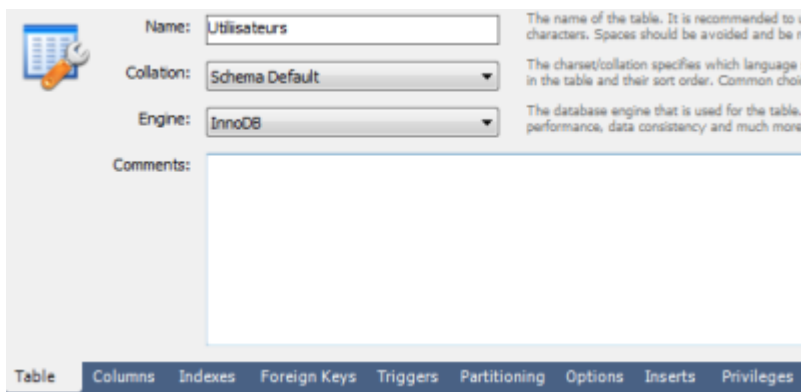 Name: Utilisateurs
The name of the table. It is recommended to
characters. Spaces should be avoided and be
Collation: Schema Default
The charset/collation specifies which language
in the table and their sort order. Common
Engine: InnoDB
The database engine that is used for the table.
performance, data consistency and much more
Comments:
Table Columns Indexes Foreign Keys Triggers Partitioning Options Inserts Privileges